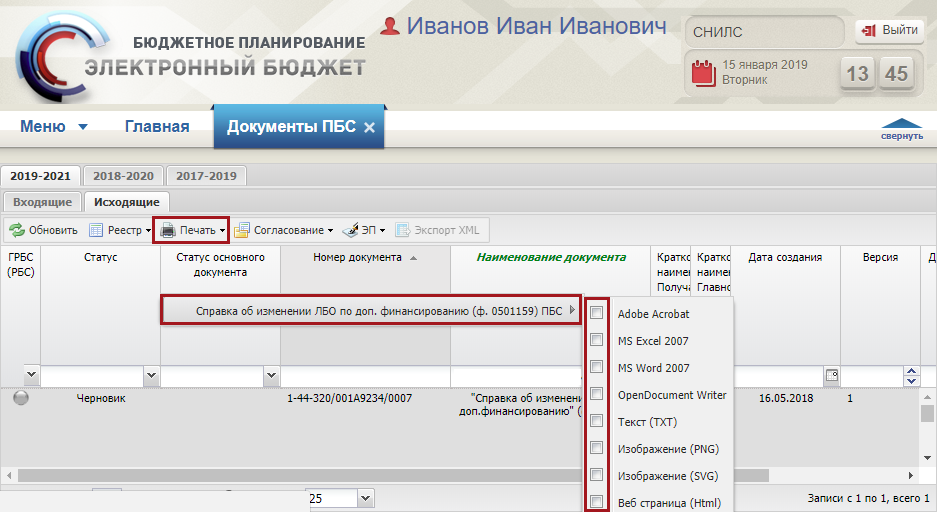 Иванов Иван Иванович
СНИЛС
Выйти
БЮДЖЕТНОЕ ПЛАНИРОВАНИЕ
ЭЛЕКТРОННЫЙ БЮДЖЕТ
15 января 2019
Вторник
13 45
Меню
Главная
Документы ПБС
свернуть
2019-2021
2018-2020
2017-2019
Входящие
Исходящие
Обновить
Реестр
Печать
Согласование
ЭП
Экспорт XML
ГРБС
(РБС)
Статус
Статус основного
документа
Номер документа
Наименование документа
Кратко
наимен
Получа
Кратко
наимен
Главно
Дата создания
Версия
Д
Справка об изменении ЛБО по доп. финансированию (ф. 0501159) ПБС
Adobe Acrobat
MS Excel 2007
MS Word 2007
OpenDocument Writer
Текст (TXT)
Изображение (PNG)
Изображение (SVG)
Веб страница (Html)
Черновик
1-44-320/001А9234/0007
"Справка об изменени
доп.финансированию" (
16.05.2018
1
25
Записи с 1 по 1, всего 1